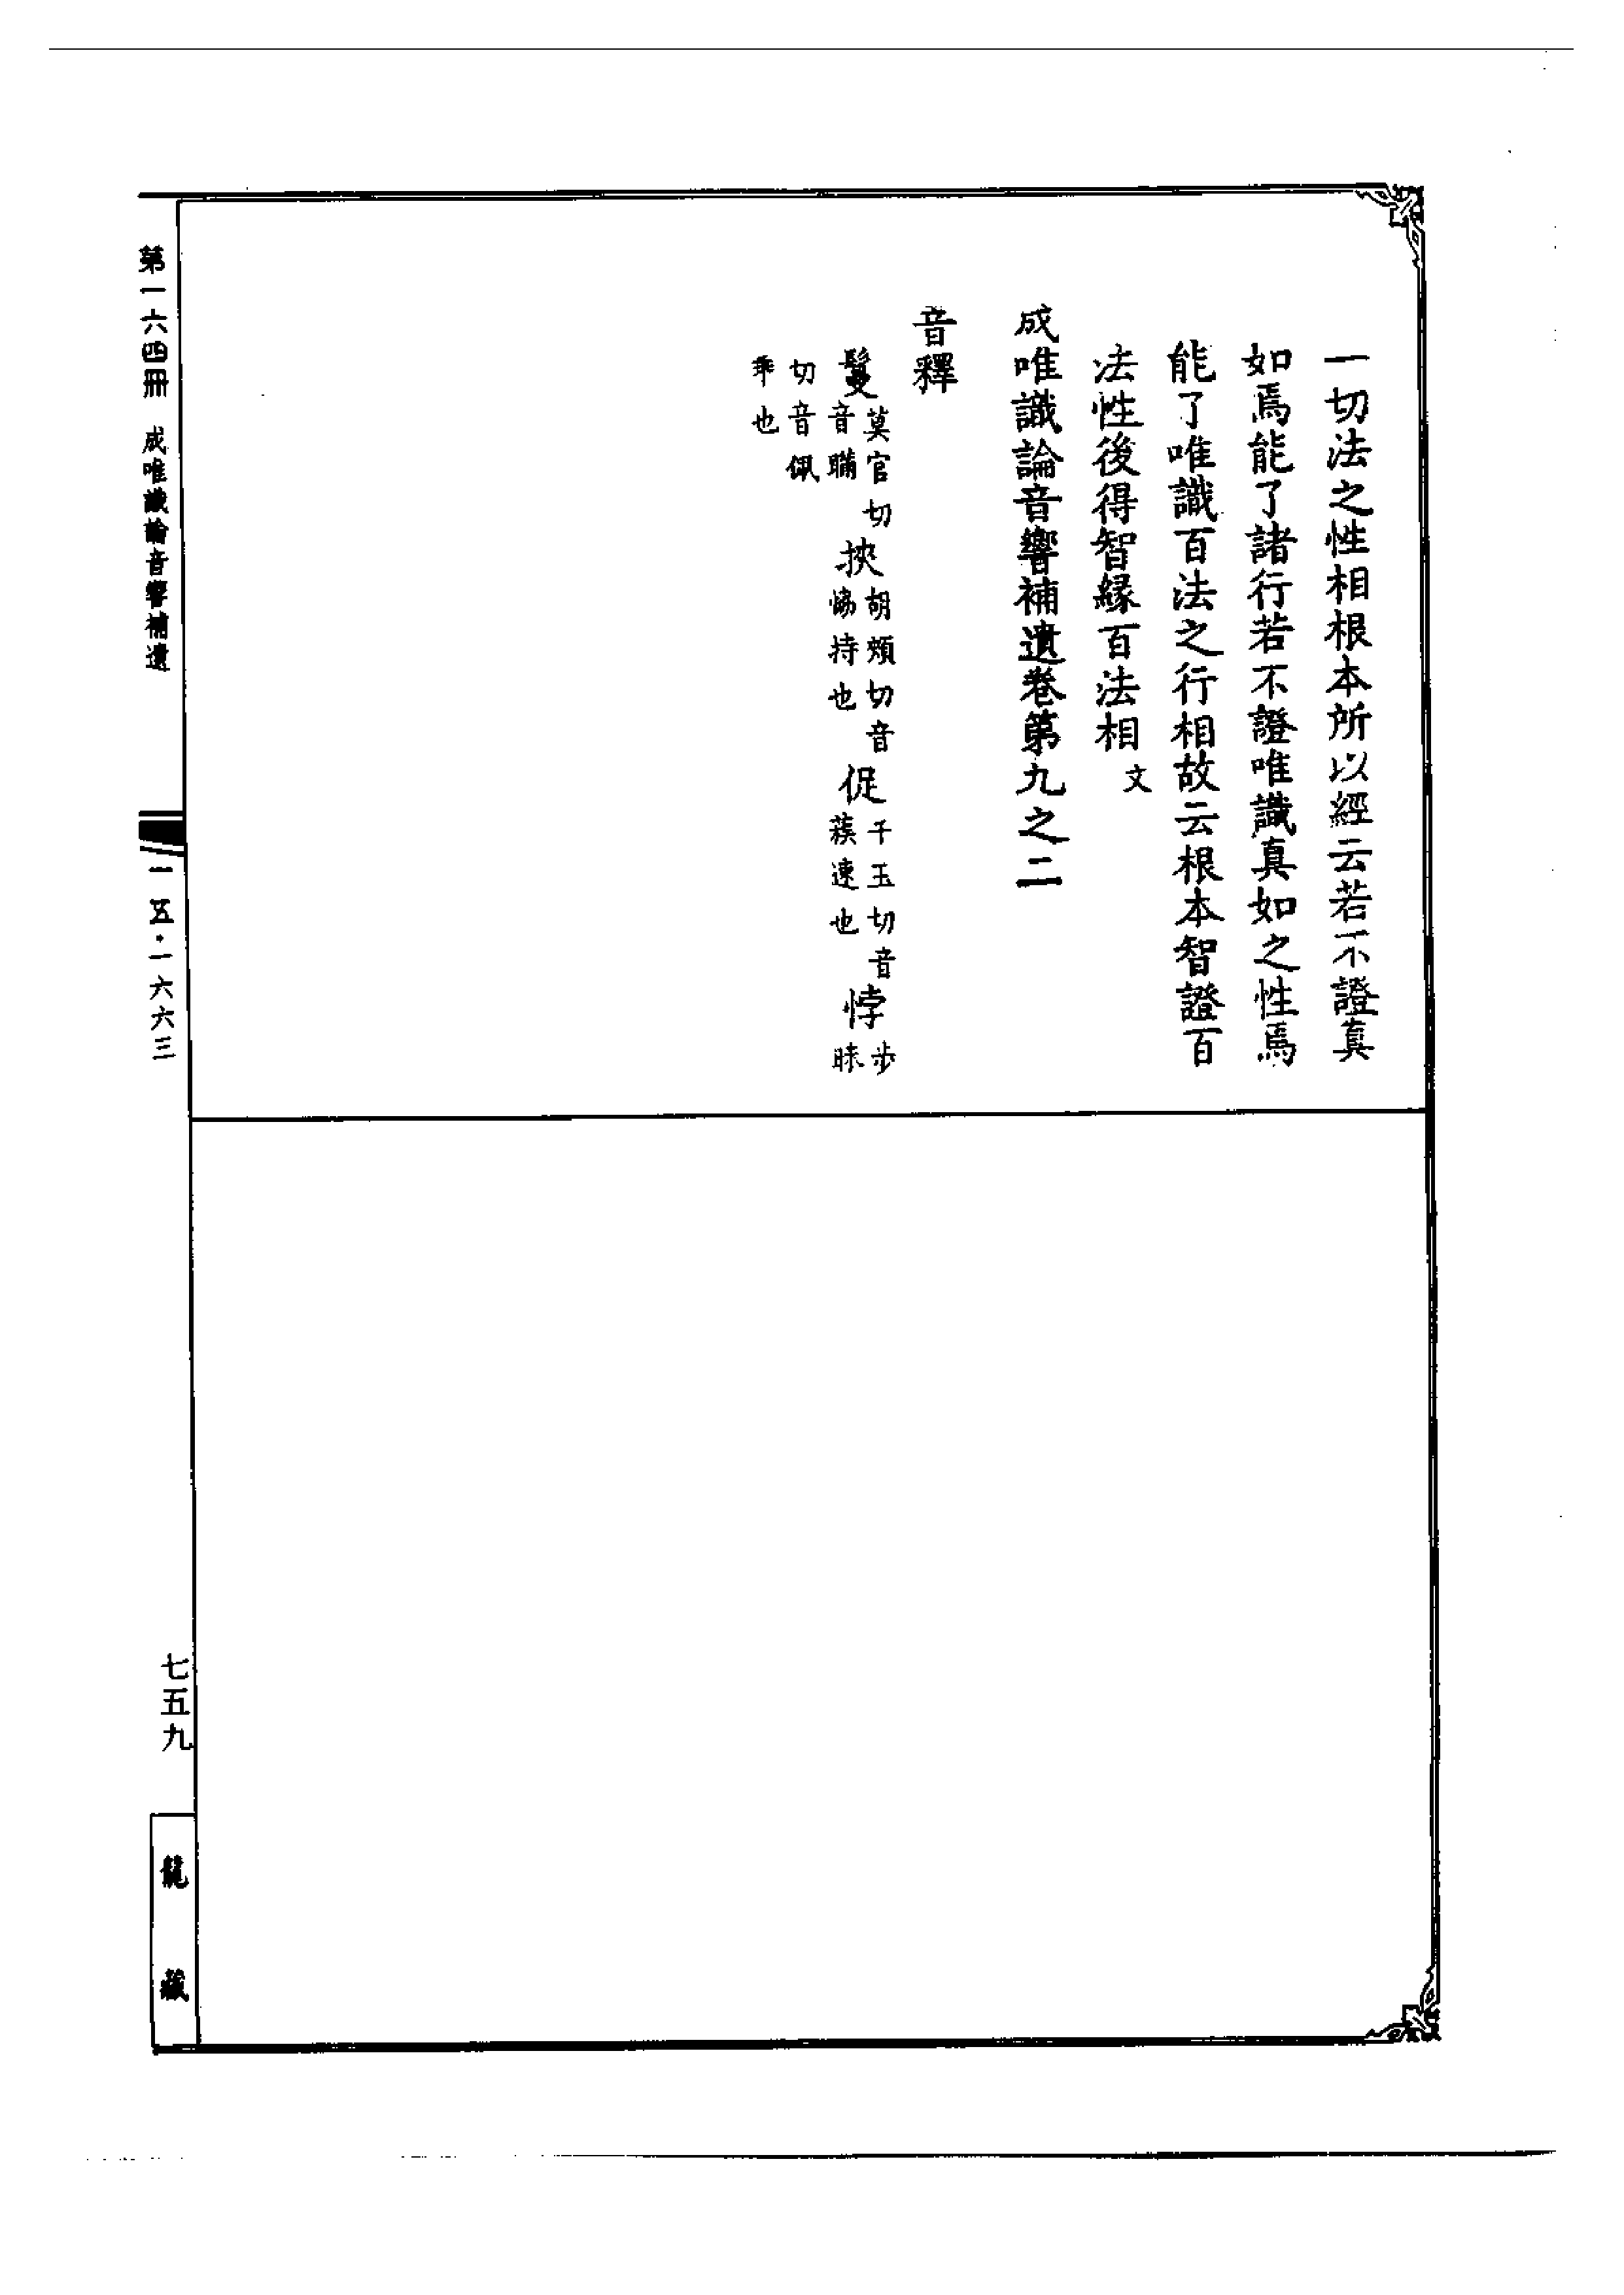 一切法之性相根本所以經云若不證真
如焉能了諸行若不證唯識真如之性焉
能了唯識百法之行相故云根本智證百
法性後得智緣百法相文
成唯識論音響補遺卷第九之二
音釋
鬘莫官切音瞞挾胡頰切音協持也促千玉切音蔟速也悖步昧
切音佩乖也
第一六四冊 成唯識論音響補遺
一五·一六六三
七五九
龍藏